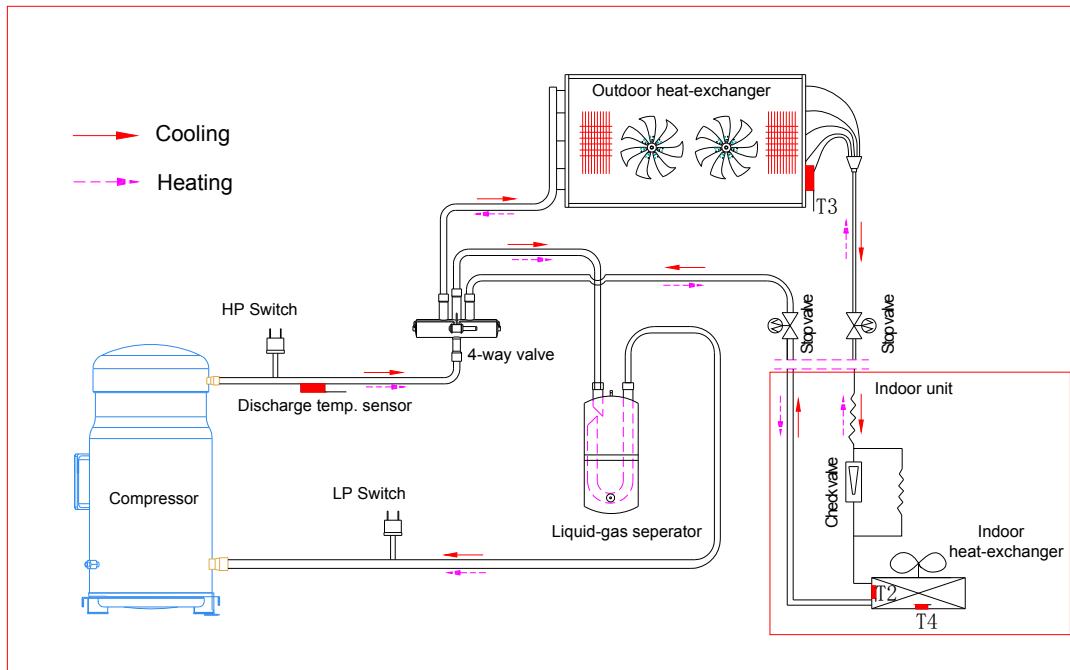 Outdoor heat-exchanger
Cooling
Heating
T3
HP Switch
Stop valve
Stop valve
4-way valve
Discharge temp. sensor
Indoor unit
Check valve
Compressor
LP Switch
Liquid-gas seperator
Indoor
heat-exchanger
T2
T4